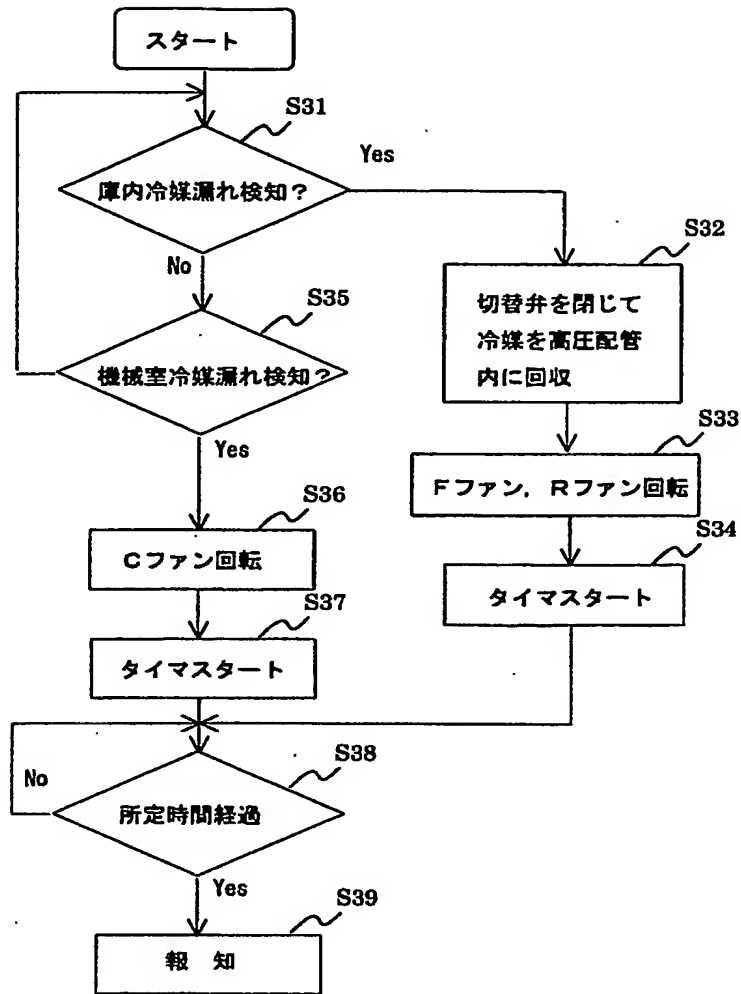 スタート
S31
庫内冷媒漏れ検知?
Yes
No
S32
切替弁を閉じて
冷媒を高圧配管
内に回収
S35
機械室冷媒漏れ検知?
Yes
S33
Fファン,Rファン回転
S36
Cファン回転
S34
タイマスタート
S37
タイマスタート
S38
所定時間経過
No
Yes
S39
報 知